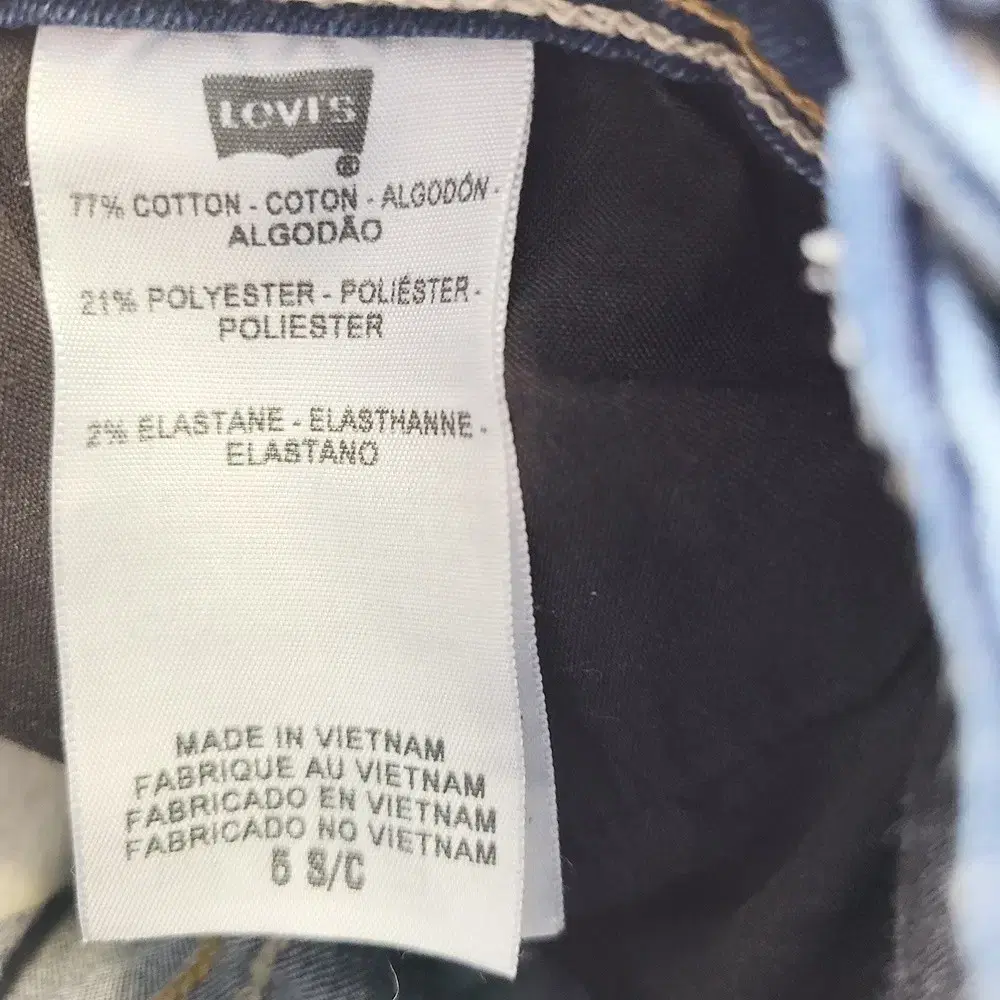 LEVI'S
®
77% COTTON - COTON - ALGODÓN -
ALGODÃO
21% POLYESTER - POLIÉSTER -
POLIESTER
2% ELASTANE - ELASTHANNE -
ELASTANO
MADE IN VIETNAM
FABRIQUE AU VIETNAM
FABRICADO EN VIETNAM
FABRICADO NO VIETNAM
5 S/C